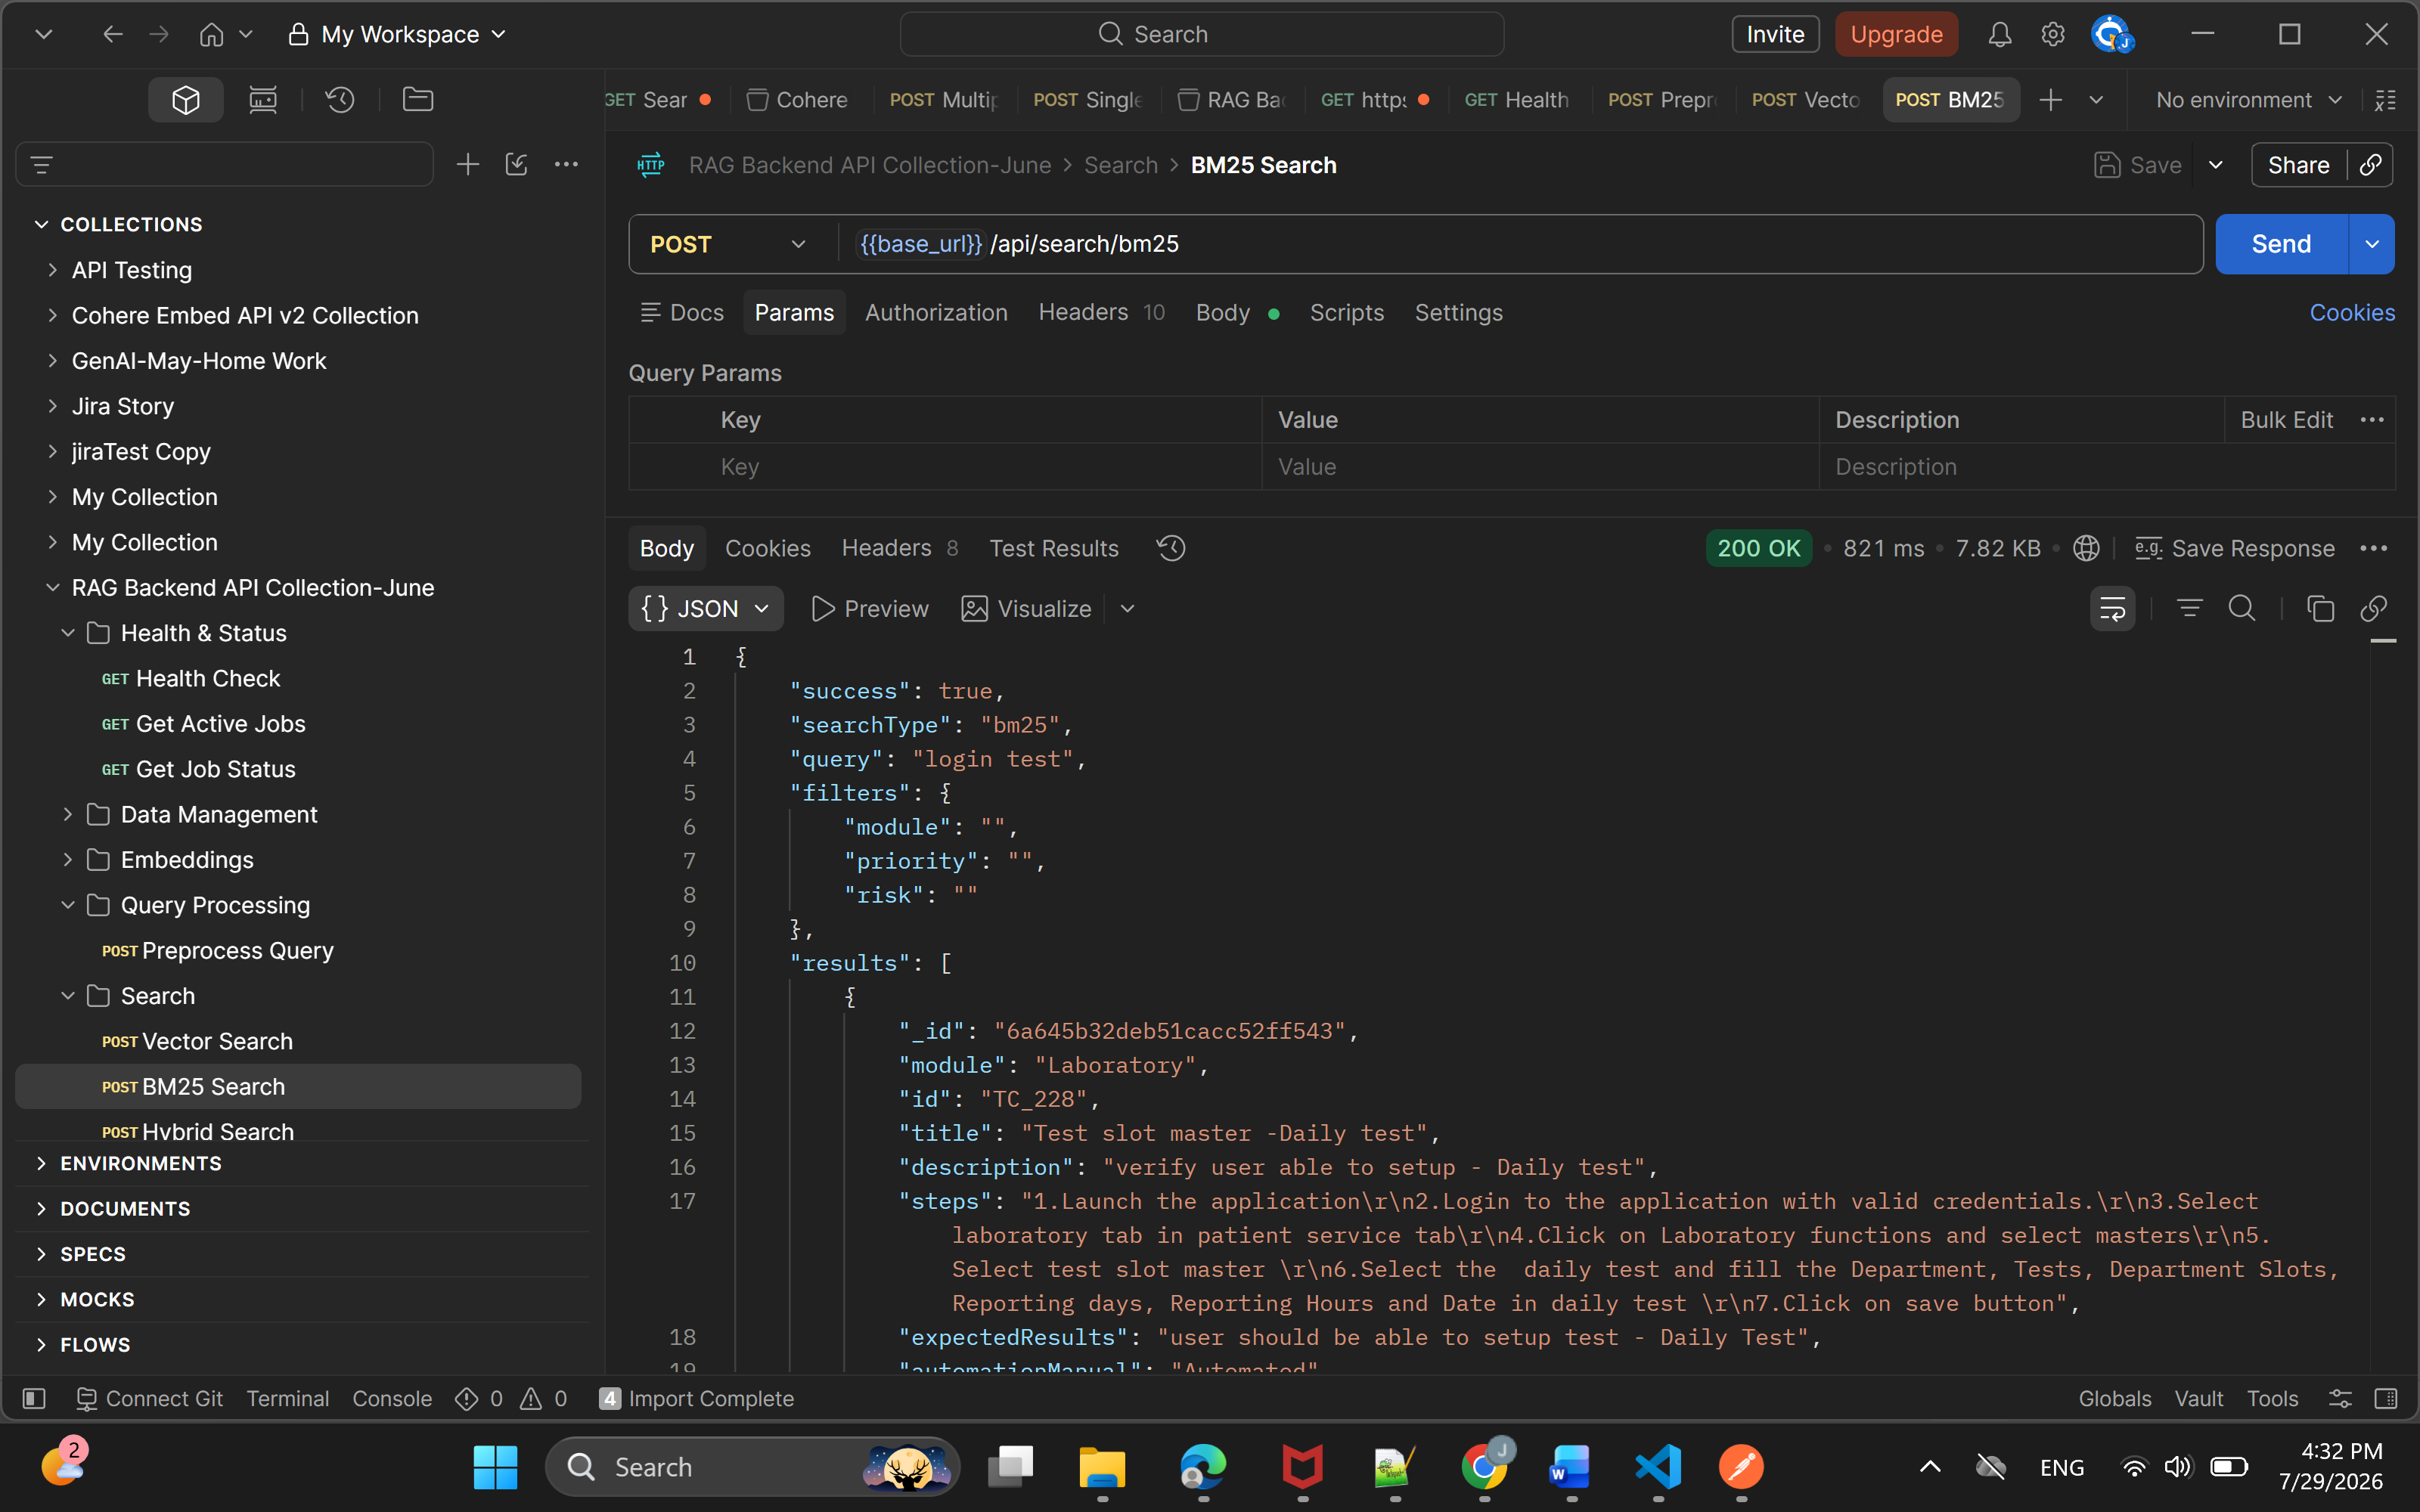 My Workspace
Search
Invite
Upgrade
GET Sear
Cohere
POST Multip
POST Single
RAG Bac
GET https
GET Health
POST Prepr
POST Vecto
POST BM25
No environment
HTTP RAG Backend API Collection-June > Search > BM25 Search
Save
Share
COLLECTIONS
API Testing
Cohere Embed API v2 Collection
GenAI-May-Home Work
Jira Story
jiraTest Copy
My Collection
My Collection
RAG Backend API Collection-June
Health & Status
GET Health Check
GET Get Active Jobs
GET Get Job Status
Data Management
Embeddings
Query Processing
POST Preprocess Query
Search
POST Vector Search
POST BM25 Search
POST Hybrid Search
ENVIRONMENTS
DOCUMENTS
SPECS
MOCKS
FLOWS
POST {{base_url}}/api/search/bm25
Send
Docs Params Authorization Headers 10 Body Scripts Settings
Cookies
Query Params
Key Value Description Bulk Edit
Key Value Description
Body Cookies Headers 8 Test Results
200 OK • 821 ms • 7.82 KB
e.g. Save Response
{} JSON Preview Visualize
1 {
2 "success": true,
3 "searchType": "bm25",
4 "query": "login test",
5 "filters": {
6 "module": "",
7 "priority": "",
8 "risk": ""
9 },
10 "results": [
11 {
12 "_id": "6a645b32deb51cacc52ff543",
13 "module": "Laboratory",
14 "id": "TC_228",
15 "title": "Test slot master -Daily test",
16 "description": "verify user able to setup - Daily test",
17 "steps": "1.Launch the application\r\n2.Login to the application with valid credentials.\r\n3.Select
laboratory tab in patient service tab\r\n4.Click on Laboratory functions and select masters\r\n5.
Select test slot master \r\n6.Select the  daily test and fill the Department, Tests, Department Slots,
Reporting days, Reporting Hours and Date in daily test \r\n7.Click on save button",
18 "expectedResults": "user should be able to setup test - Daily Test",
19 "automationManual": "Automated"
Connect Git Terminal Console 0 0 4 Import Complete
Globals Vault Tools
2
Search
J
ENG
4:32 PM
7/29/2026